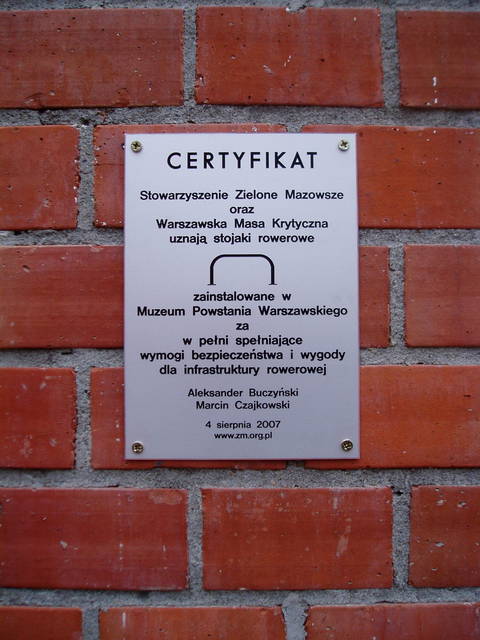 CERTYFIKAT
Stowarzyszenie Zielone Mazowsze
oraz
Warszawska Masa Krytyczna
uznają stojaki rowerowe
zainstalowane w
Muzeum Powstania Warszawskiego
za
w pełni spełniające
wymogi bezpieczeństwa i wygody
dla infrastruktury rowerowej
Aleksander Buczyński
Marcin Czajkowski
4 sierpnia 2007
www.zm.org.pl